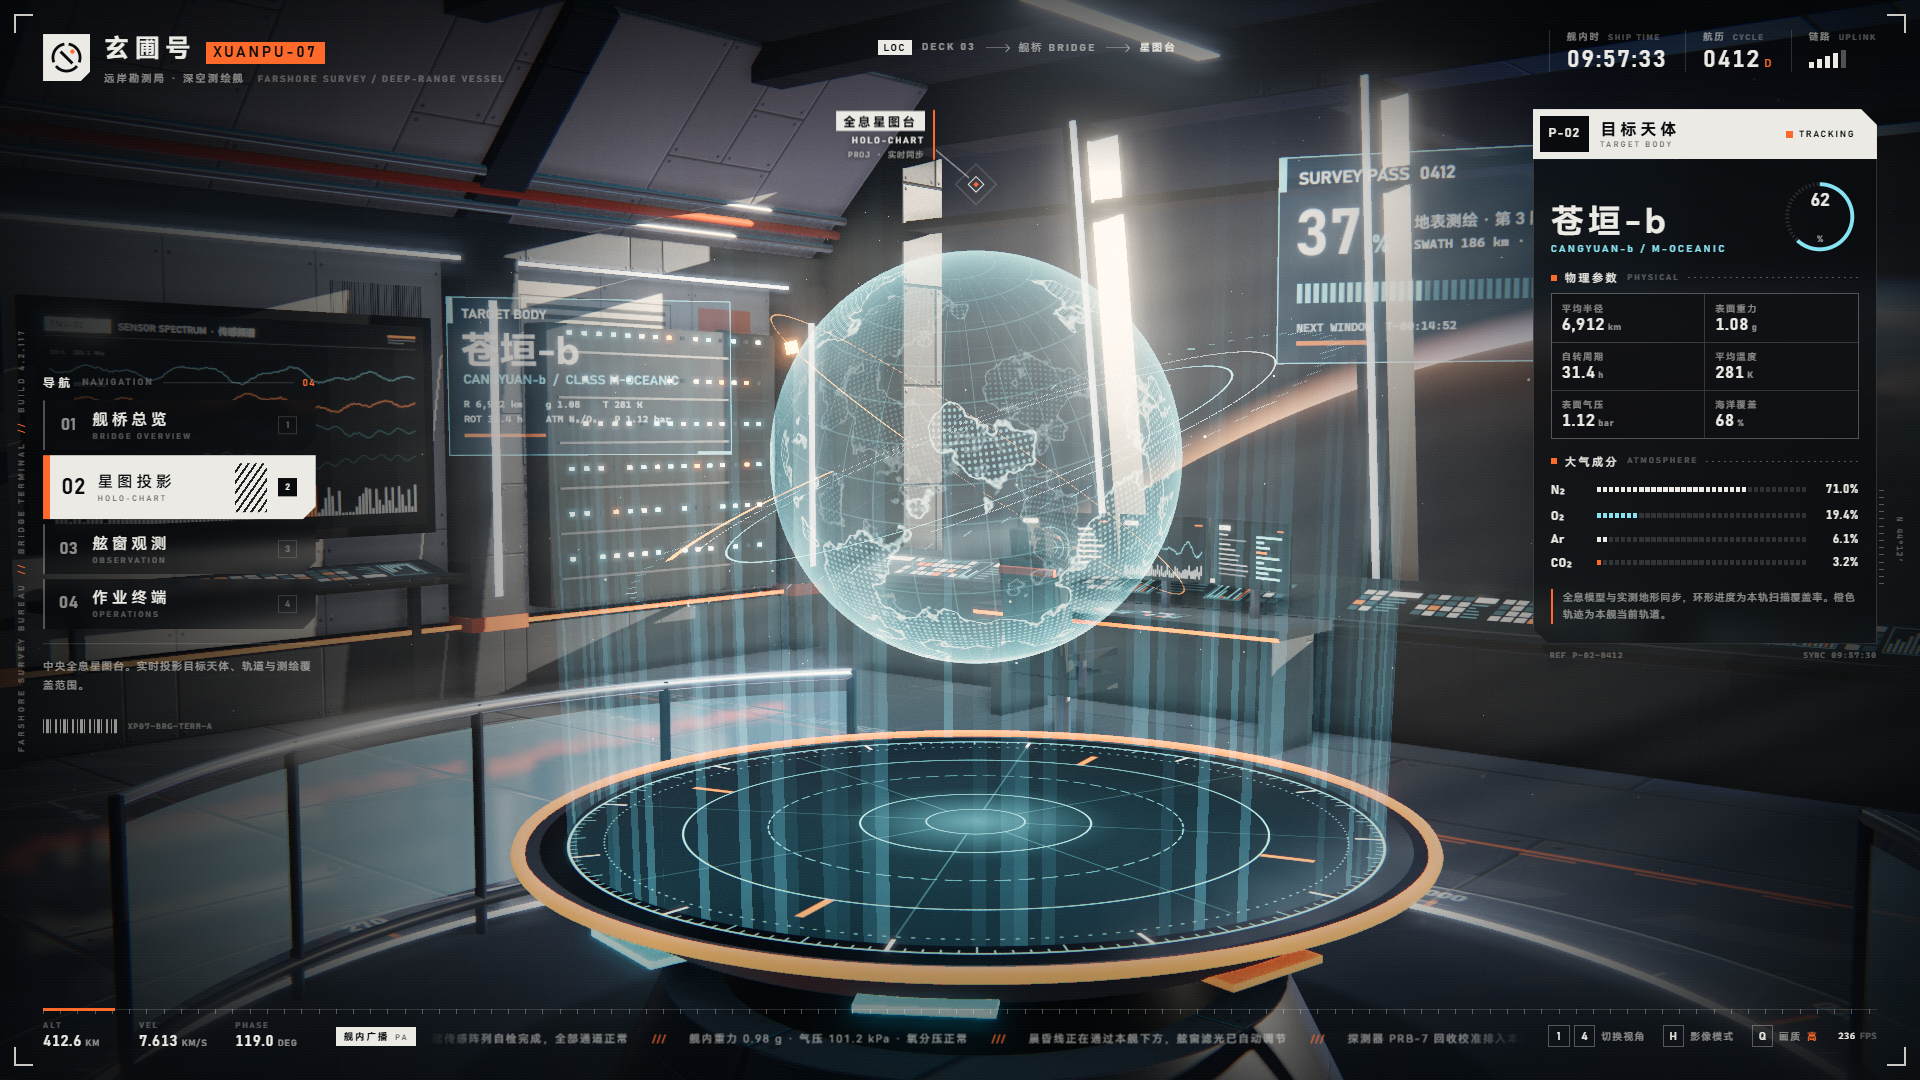 玄圃号 XUANPU-07
远岸勘测局 · 深空测绘舰 FARSHORE SURVEY / DEEP-RANGE VESSEL
LOC DECK 03 舰桥 BRIDGE 星图台
舰内时 SHIP TIME
09:57:33
航历 CYCLE
0412 D
链路 UPLINK
全息星图台
HOLO-CHART
PROJ · 实时同步
SENSOR SPECTRUM · 传感频谱
导航 NAVIGATION 04
01 舰桥总览 1
BRIDGE OVERVIEW
02 星图投影 2
HOLO-CHART
03 舷窗观测 3
OBSERVATION
04 作业终端 4
OPERATIONS
中央全息星图台。实时投影目标天体、轨道与测绘覆
盖范围。
XP07-BRG-TERM-A
FARSHORE SURVEY BUREAU // BRIDGE TERMINAL // BUILD 4.2.117
TARGET BODY
苍垣-b
CANGYUAN-b / CLASS M-OCEANIC
g 1.08 T 281 K
P 1.12 bar
SURVEY PASS 0412
37 %
地表测绘 · 第 3
SWATH 186 km ·
NEXT WINDOW T-00:14:52
P-02 目标天体 TRACKING
TARGET BODY
苍垣-b
CANGYUAN-b / M-OCEANIC
62
%
物理参数 PHYSICAL
平均半径
6,912 km
表面重力
1.08 g
自转周期
31.4 h
平均温度
281 K
表面气压
1.12 bar
海洋覆盖
68 %
大气成分 ATMOSPHERE
N₂ 71.0%
O₂ 19.4%
Ar 6.1%
CO₂ 3.2%
全息模型与实测地形同步，环形进度为本轨扫描覆盖率。橙色
轨迹为本舰当前轨道。
REF P-02-0412 SYNC 09:57:30
ALT
412.6 KM
VEL
7.613 KM/S
PHASE
119.0 DEG
舰内广播 PA
传感阵列自检完成，全部通道正常 /// 舰内重力 0.98 g · 气压 101.2 kPa · 氧分压正常 /// 晨昏线正在通过本舰下方，舷窗滤光已自动调节 /// 探测器 PRB-7 回收校准排入
1 4 切换视角 H 影像模式 Q 画质 高 236 FPS